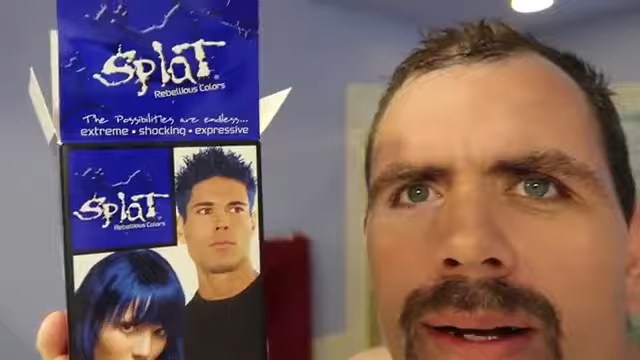 Splat
Rebellious Colors
The Possibilities are endless...
extreme • shocking • expressive
Splat
Rebellious Colors